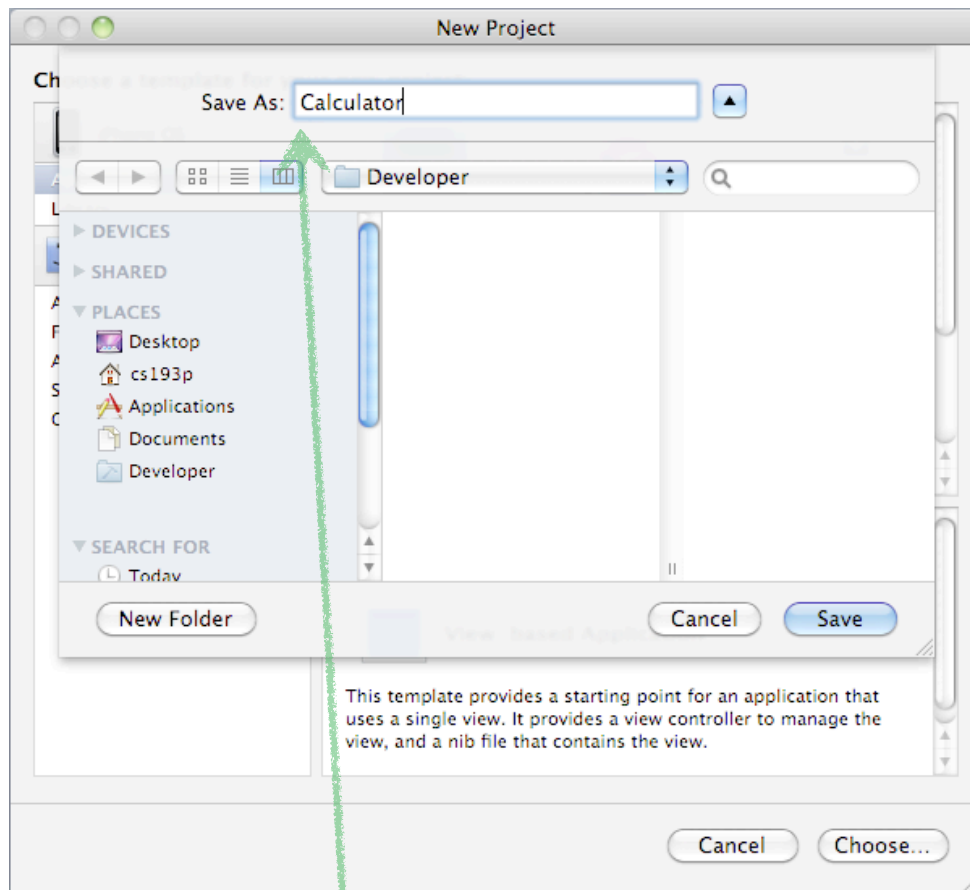 New Project
Save As: Calculator
Developer
DEVICES
SHARED
PLACES
Desktop
cs193p
Applications
Documents
Developer
SEARCH FOR
Today
New Folder
Cancel
Save
This template provides a starting point for an application that
uses a single view. It provides a view controller to manage the
view, and a nib file that contains the view.
Cancel
Choose...